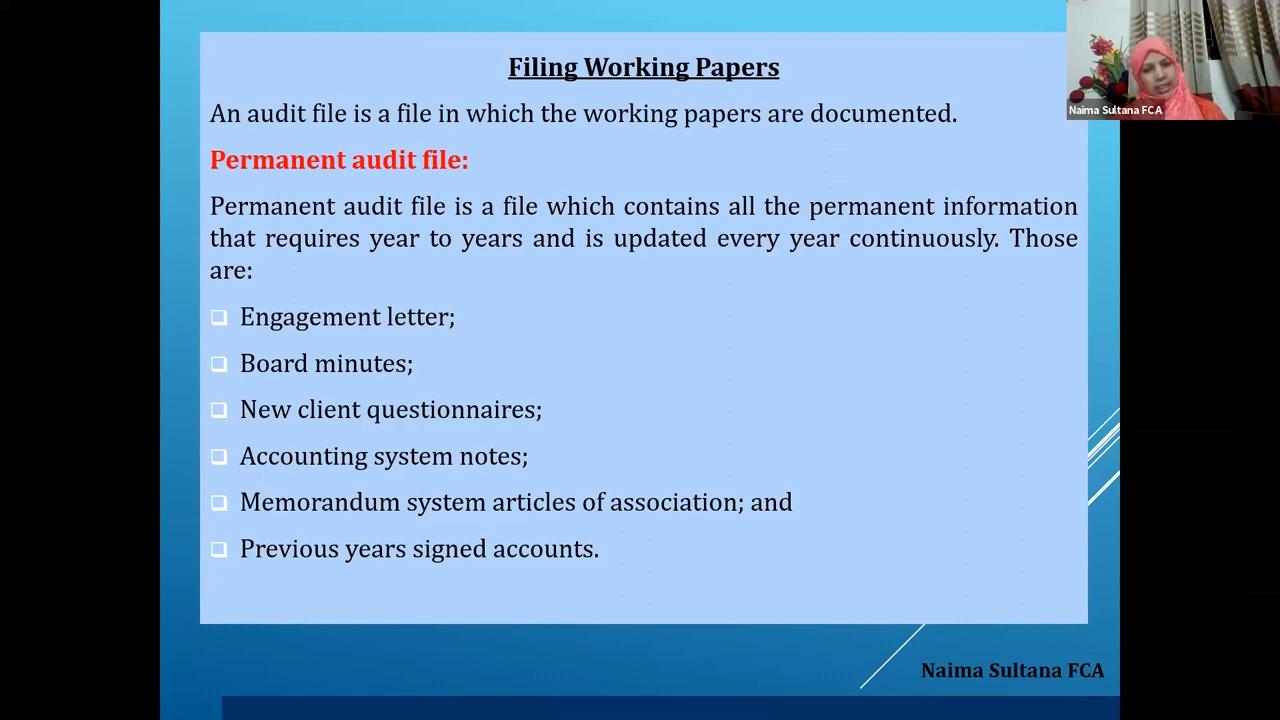 Filing Working Papers
An audit file is a file in which the working papers are documented.
Permanent audit file:
Permanent audit file is a file which contains all the permanent information
that requires year to years and is updated every year continuously. Those
are:
Engagement letter;
Board minutes;
New client questionnaires;
Accounting system notes;
Memorandum system articles of association; and
Previous years signed accounts.
Naima Sultana FCA
Naima Sultana FCA